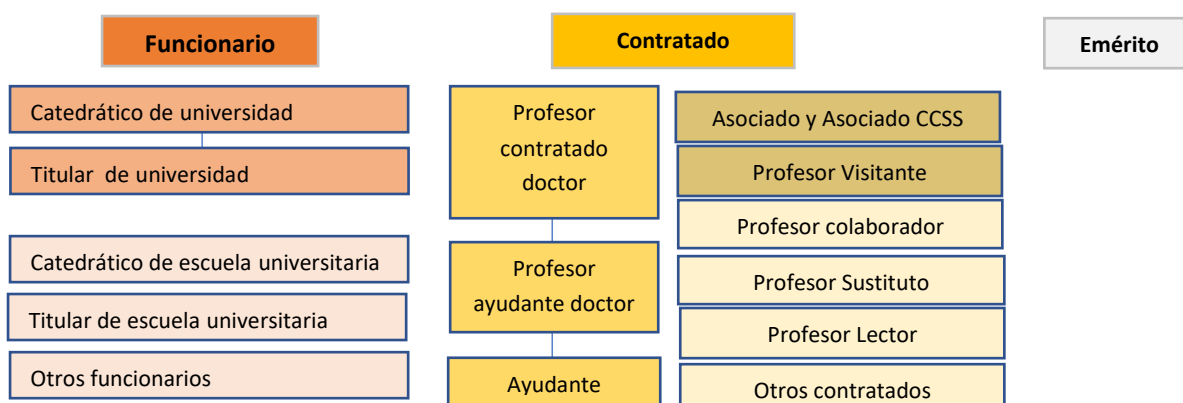 Funcionario
Contratado
Emérito
Catedrático de universidad
Titular de universidad
Catedrático de escuela universitaria
Titular de escuela universitaria
Otros funcionarios
Profesor
contratado
doctor
Profesor
ayudante doctor
Ayudante
Asociado y Asociado CCSS
Profesor Visitante
Profesor colaborador
Profesor Sustituto
Profesor Lector
Otros contratados